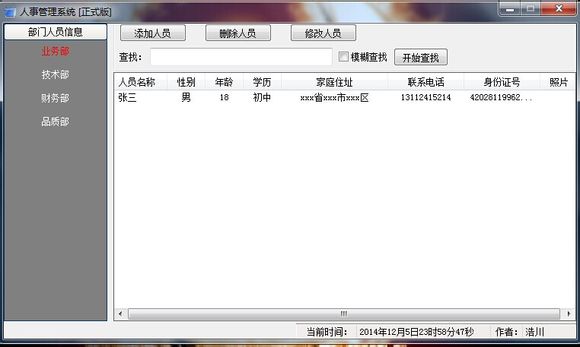 人事管理系统 [正式版]
部门人员信息
业务部
技术部
财务部
品质部
添加人员 删除人员 修改人员
查找: 模糊查找 开始查找
人员名称 性别 年龄 学历 家庭住址 联系电话 身份证号 照片
张三 男 18 初中 xxx省xxx市xxx区 13112415214 42028119962...
当前时间: 2014年12月5日23时58分47秒 作者: 浩川